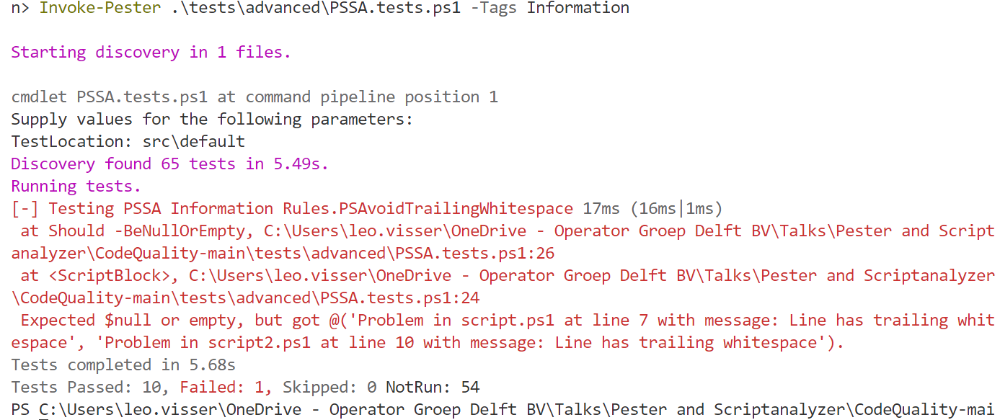 n> Invoke-Pester .\tests\advanced\PSSA.tests.ps1 -Tags Information
Starting discovery in 1 files.
cmdlet PSSA.tests.ps1 at command pipeline position 1
Supply values for the following parameters:
TestLocation: src\default
Discovery found 65 tests in 5.49s.
Running tests.
[-] Testing PSSA Information Rules.PSAvoidTrailingWhitespace 17ms (16ms|1ms)
 at Should -BeNullOrEmpty, C:\Users\leo.visser\OneDrive - Operator Groep Delft BV\Talks\Pester and Script
analyzer\CodeQuality-main\tests\advanced\PSSA.tests.ps1:26
 at <ScriptBlock>, C:\Users\leo.visser\OneDrive - Operator Groep Delft BV\Talks\Pester and Scriptanalyzer
\CodeQuality-main\tests\advanced\PSSA.tests.ps1:24
 Expected $null or empty, but got @('Problem in script.ps1 at line 7 with message: Line has trailing whit
espace', 'Problem in script2.ps1 at line 10 with message: Line has trailing whitespace').
Tests completed in 5.68s
Tests Passed: 10, Failed: 1, Skipped: 0 NotRun: 54
PS C:\Users\leo.visser\OneDrive - Operator Groep Delft BV\Talks\Pester and Scriptanalyzer\CodeQuality-mai